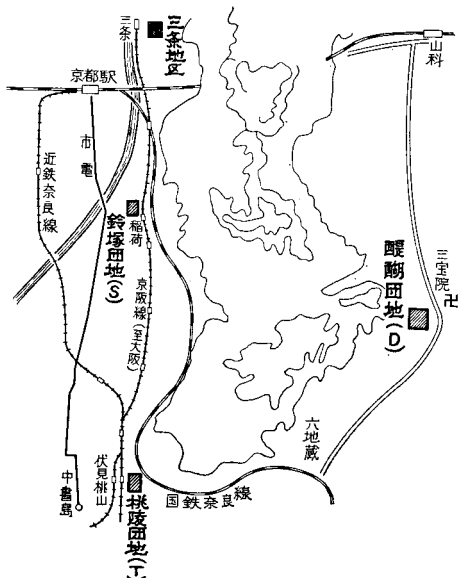 三条
三条地区
山科
京都駅
市電
近鉄奈良線
稲荷
鈴塚団地(S)
京阪線(至大阪)
三宝院
卍
醍醐団地(D)
六地蔵
中書島
伏見桃山
桃陵団地(T)
国鉄奈良線